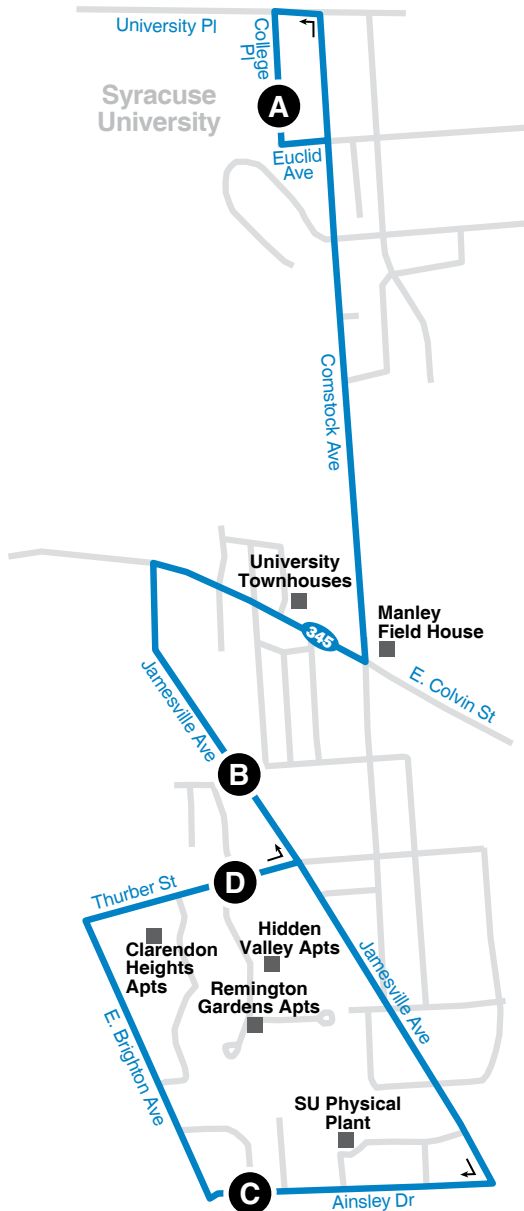 University Pl
College
Pl
Syracuse
University
A
Euclid
Ave
Comstock Ave
University
Townhouses
345
Manley
Field House
E. Colvin St
Jamesville Ave
B
D
Thurber St
Hidden
Valley Apts
Clarendon
Heights
Apts
Remington
Gardens Apts
Jamesville Ave
E. Brighton Ave
SU Physical
Plant
C
Ainsley Dr